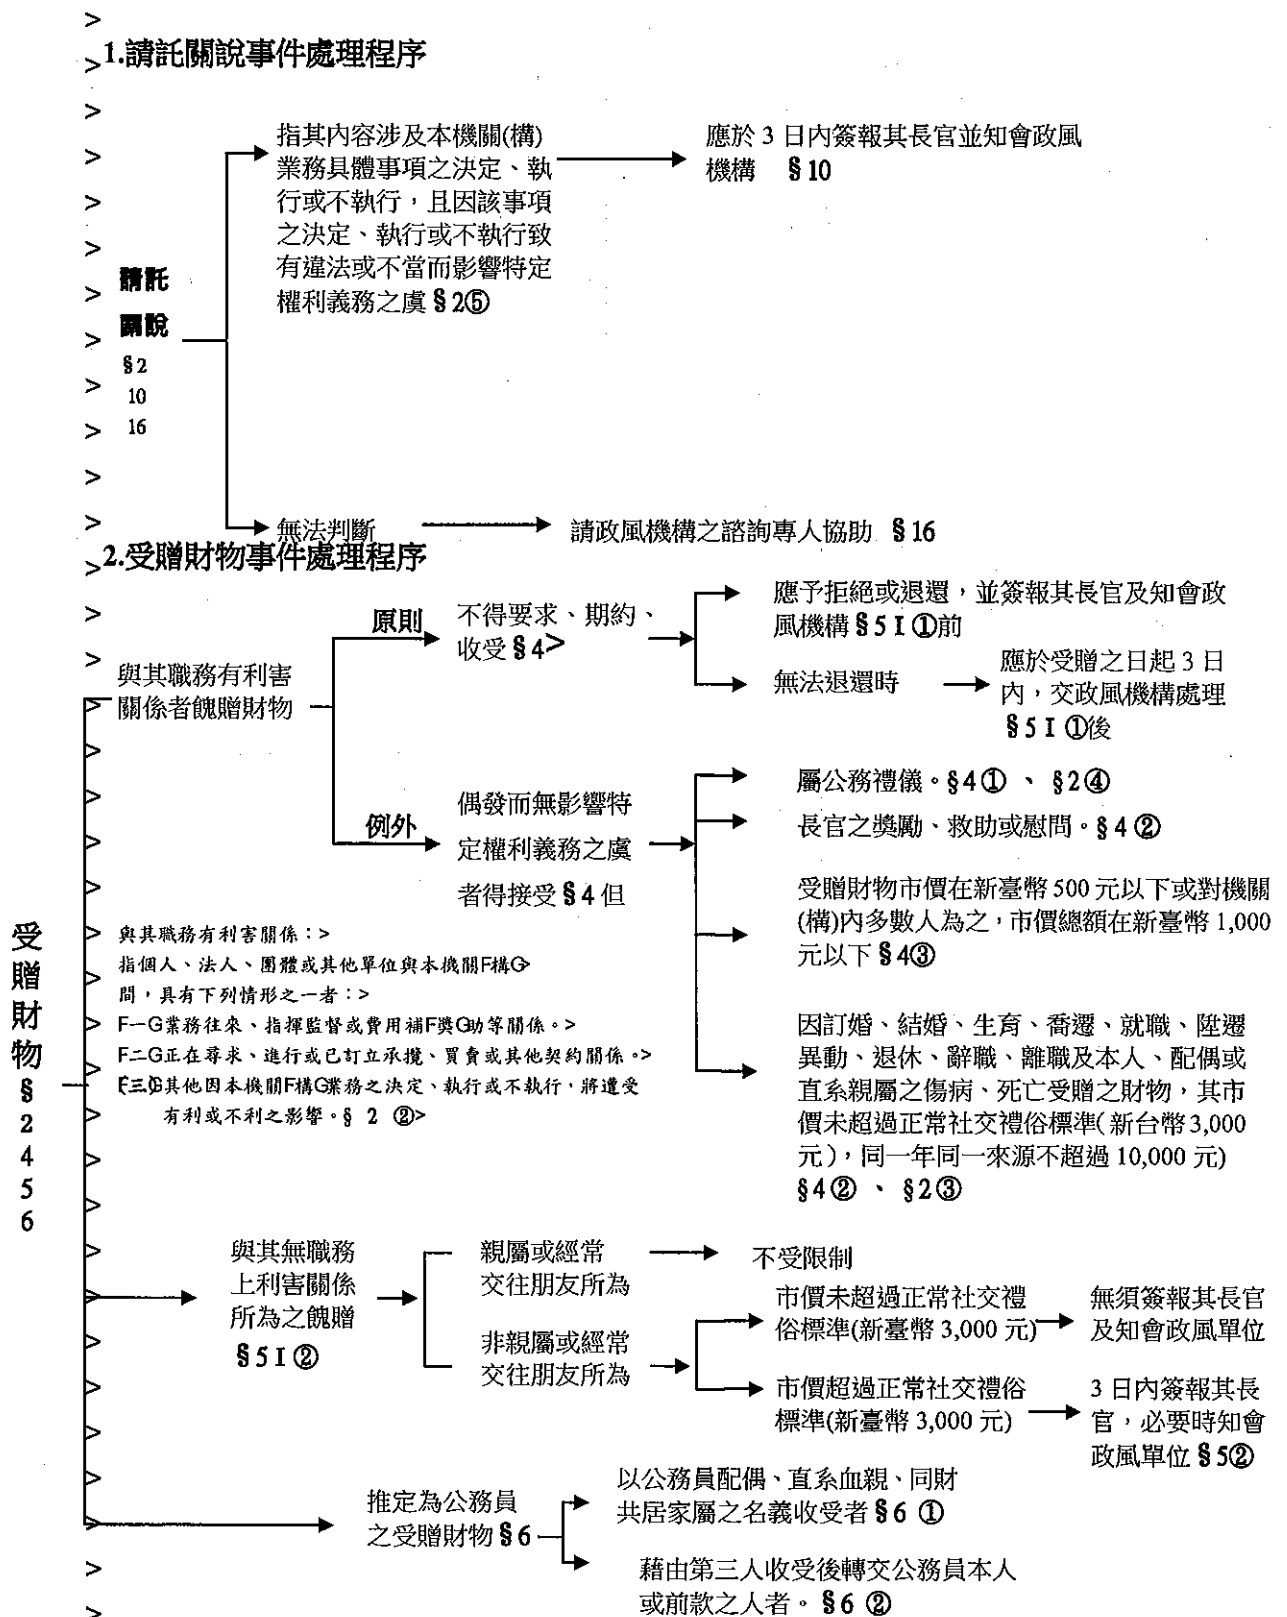 1.請託關說事件處理程序
指其內容涉及本機關(構)
業務具體事項之決定、執
行或不執行，且因該事項
之決定、執行或不執行致
有違法或不當而影響特定
權利義務之虞§2⑤
應於 3 日內簽報其長官並知會政風
機構 §10
請託
關說
§2
10
16
無法判斷
請政風機構之諮詢專人協助 §16
2.受贈財物事件處理程序
受
贈
財
物
§
2
4
5
6
與其職務有利害
關係者餽贈財物
原則
不得要求、期約、
收受§4>
應予拒絕或退還，並簽報其長官及知會政
風機構§5 I ①前
無法退還時
應於受贈之日起 3 日
內，交政風機構處理
§5 I ①後
例外
偶發而無影響特
定權利義務之虞
者得接受§4但
屬公務禮儀。§4① 、 §2④
長官之獎勵、救助或慰問。§4②
受贈財物市價在新臺幣 500 元以下或對機關
(構)內多數人為之，市價總額在新臺幣 1,000
元以下§4③
因訂婚、結婚、生育、喬遷、就職、陞遷
異動、退休、辭職、離職及本人、配偶或
直系親屬之傷病、死亡受贈之財物，其市
價未超過正常社交禮俗標準(新台幣3,000
元)，同一年同一來源不超過 10,000 元)
§4② 、 §2③
與其職務有利害關係：>
指個人、法人、團體或其他單位與本機關F構G>
間，具有下列情形之一者：>
F一G業務往來、指揮監督或費用補F獎G助等關係。>
F二G正在尋求、進行或已訂立承攬、買賣或其他契約關係。>
F三G其他因本機關F構G業務之決定、執行或不執行，將遭受
有利或不利之影響。§ 2 ②>
與其無職務
上利害關係
所為之餽贈
§5 I ②
親屬或經常
交往朋友所為
不受限制
非親屬或經常
交往朋友所為
市價未超過正常社交禮
俗標準(新臺幣 3,000 元)
無須簽報其長官
及知會政風單位
市價超過正常社交禮俗
標準(新臺幣 3,000 元)
3 日內簽報其長
官，必要時知會
政風單位§5②
推定為公務員
之受贈財物§6
以公務員配偶、直系血親、同財
共居家屬之名義收受者§6 ①
藉由第三人收受後轉交公務員本人
或前款之人者。 §6 ②